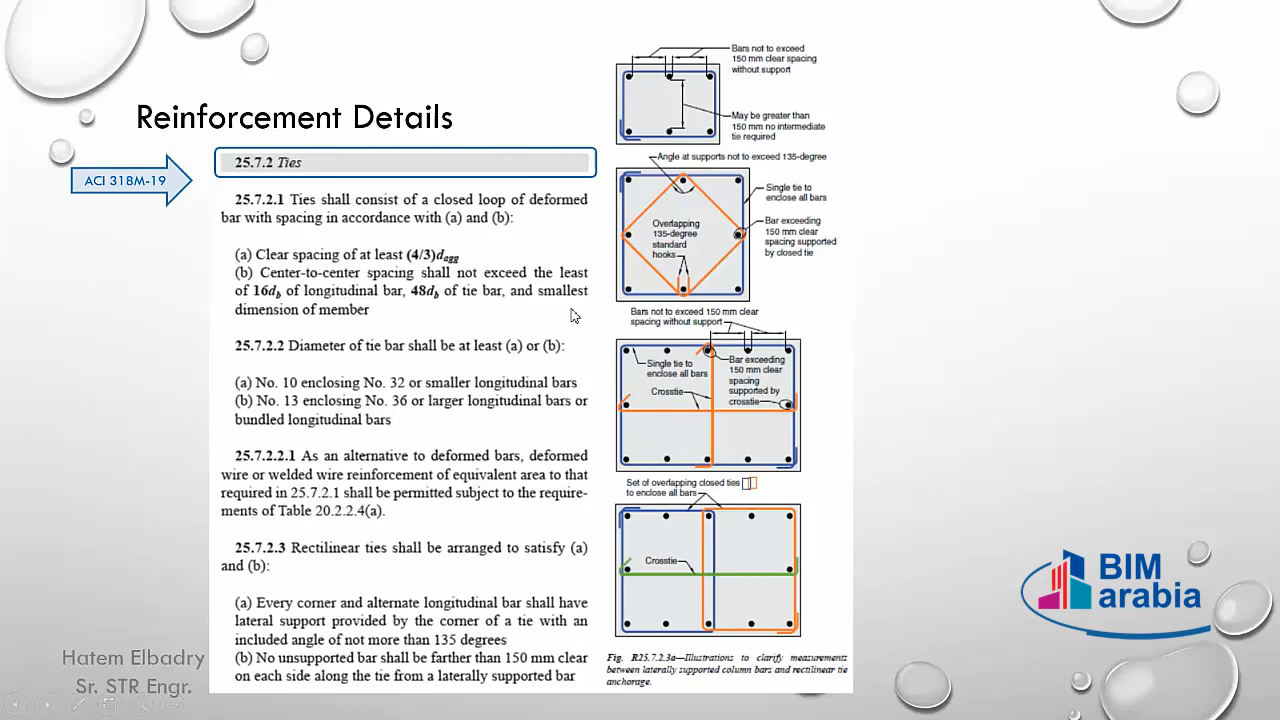 Reinforcement Details
ACI 318M-19
25.7.2 Ties
25.7.2.1 Ties shall consist of a closed loop of deformed
bar with spacing in accordance with (a) and (b):
(a) Clear spacing of at least (4/3)dagg
(b) Center-to-center spacing shall not exceed the least
of 16db of longitudinal bar, 48db of tie bar, and smallest
dimension of member
25.7.2.2 Diameter of tie bar shall be at least (a) or (b):
(a) No. 10 enclosing No. 32 or smaller longitudinal bars
(b) No. 13 enclosing No. 36 or larger longitudinal bars or
bundled longitudinal bars
25.7.2.2.1 As an alternative to deformed bars, deformed
wire or welded wire reinforcement of equivalent area to that
required in 25.7.2.1 shall be permitted subject to the require-
ments of Table 20.2.2.4(a).
25.7.2.3 Rectilinear ties shall be arranged to satisfy (a)
and (b):
(a) Every corner and alternate longitudinal bar shall have
lateral support provided by the corner of a tie with an
included angle of not more than 135 degrees
(b) No unsupported bar shall be farther than 150 mm clear
on each side along the tie from a laterally supported bar
Bars not to exceed
150 mm clear spacing
without support
May be greater than
150 mm no intermediate
tie required
Angle at supports not to exceed 135-degree
Single tie to
enclose all bars
Overlapping
135-degree
standard
hooks
Bar exceeding
150 mm clear
spacing supported
by closed tie
Bars not to exceed 150 mm clear
spacing without support
Single tie to
enclose all bars
Crosstie
Bar exceeding
150 mm clear
spacing
supported by
crosstie
Set of overlapping closed ties
to enclose all bars
Crosstie
Fig. R25.7.2.3a—Illustrations to clarify measurements
between laterally supported column bars and rectilinear tie
anchorage.
BIM
arabia
Hatem Elbadry
Sr. STR Engr.